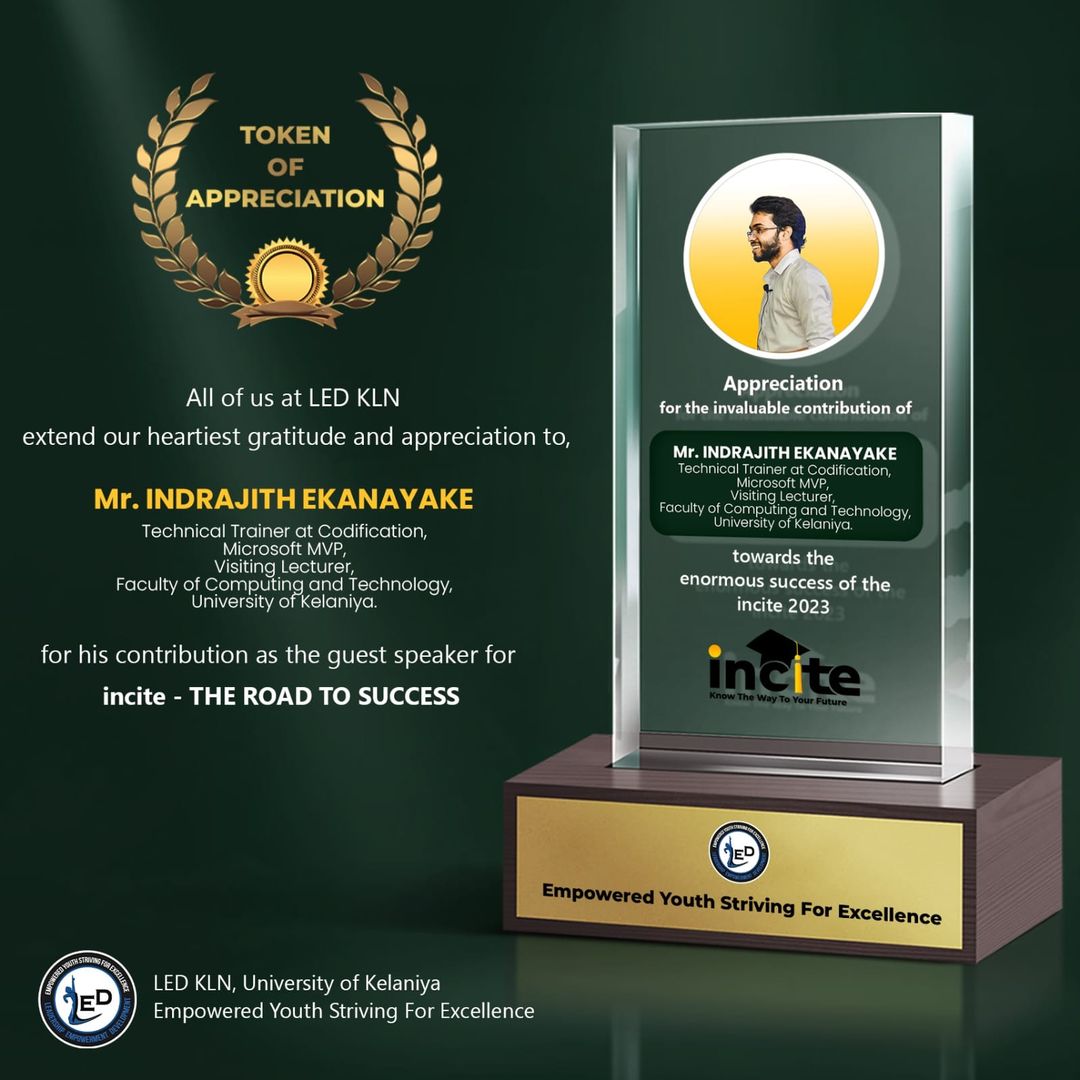 TOKEN
OF
APPRECIATION
All of us at LED KLN
extend our heartiest gratitude and appreciation to,
Mr. INDRAJITH EKANAYAKE
Technical Trainer at Codification,
Microsoft MVP,
Visiting Lecturer,
Faculty of Computing and Technology,
University of Kelaniya.
for his contribution as the guest speaker for
incite - THE ROAD TO SUCCESS
Appreciation
for the invaluable contribution of
Mr. INDRAJITH EKANAYAKE
Technical Trainer at Codification,
Microsoft MVP,
Visiting Lecturer,
Faculty of Computing and Technology,
University of Kelaniya.
towards the
enormous success of the
incite 2023
incite
Know The Way To Your Future
EMPOWERED YOUTH STRIVING FOR EXCELLENCE
LED
LEADERSHIP EMPOWERMENT DEVELOPMENT
Empowered Youth Striving For Excellence
EMPOWERED YOUTH STRIVING FOR EXCELLENCE
LED
LEADERSHIP EMPOWERMENT DEVELOPMENT
LED KLN, University of Kelaniya
Empowered Youth Striving For Excellence